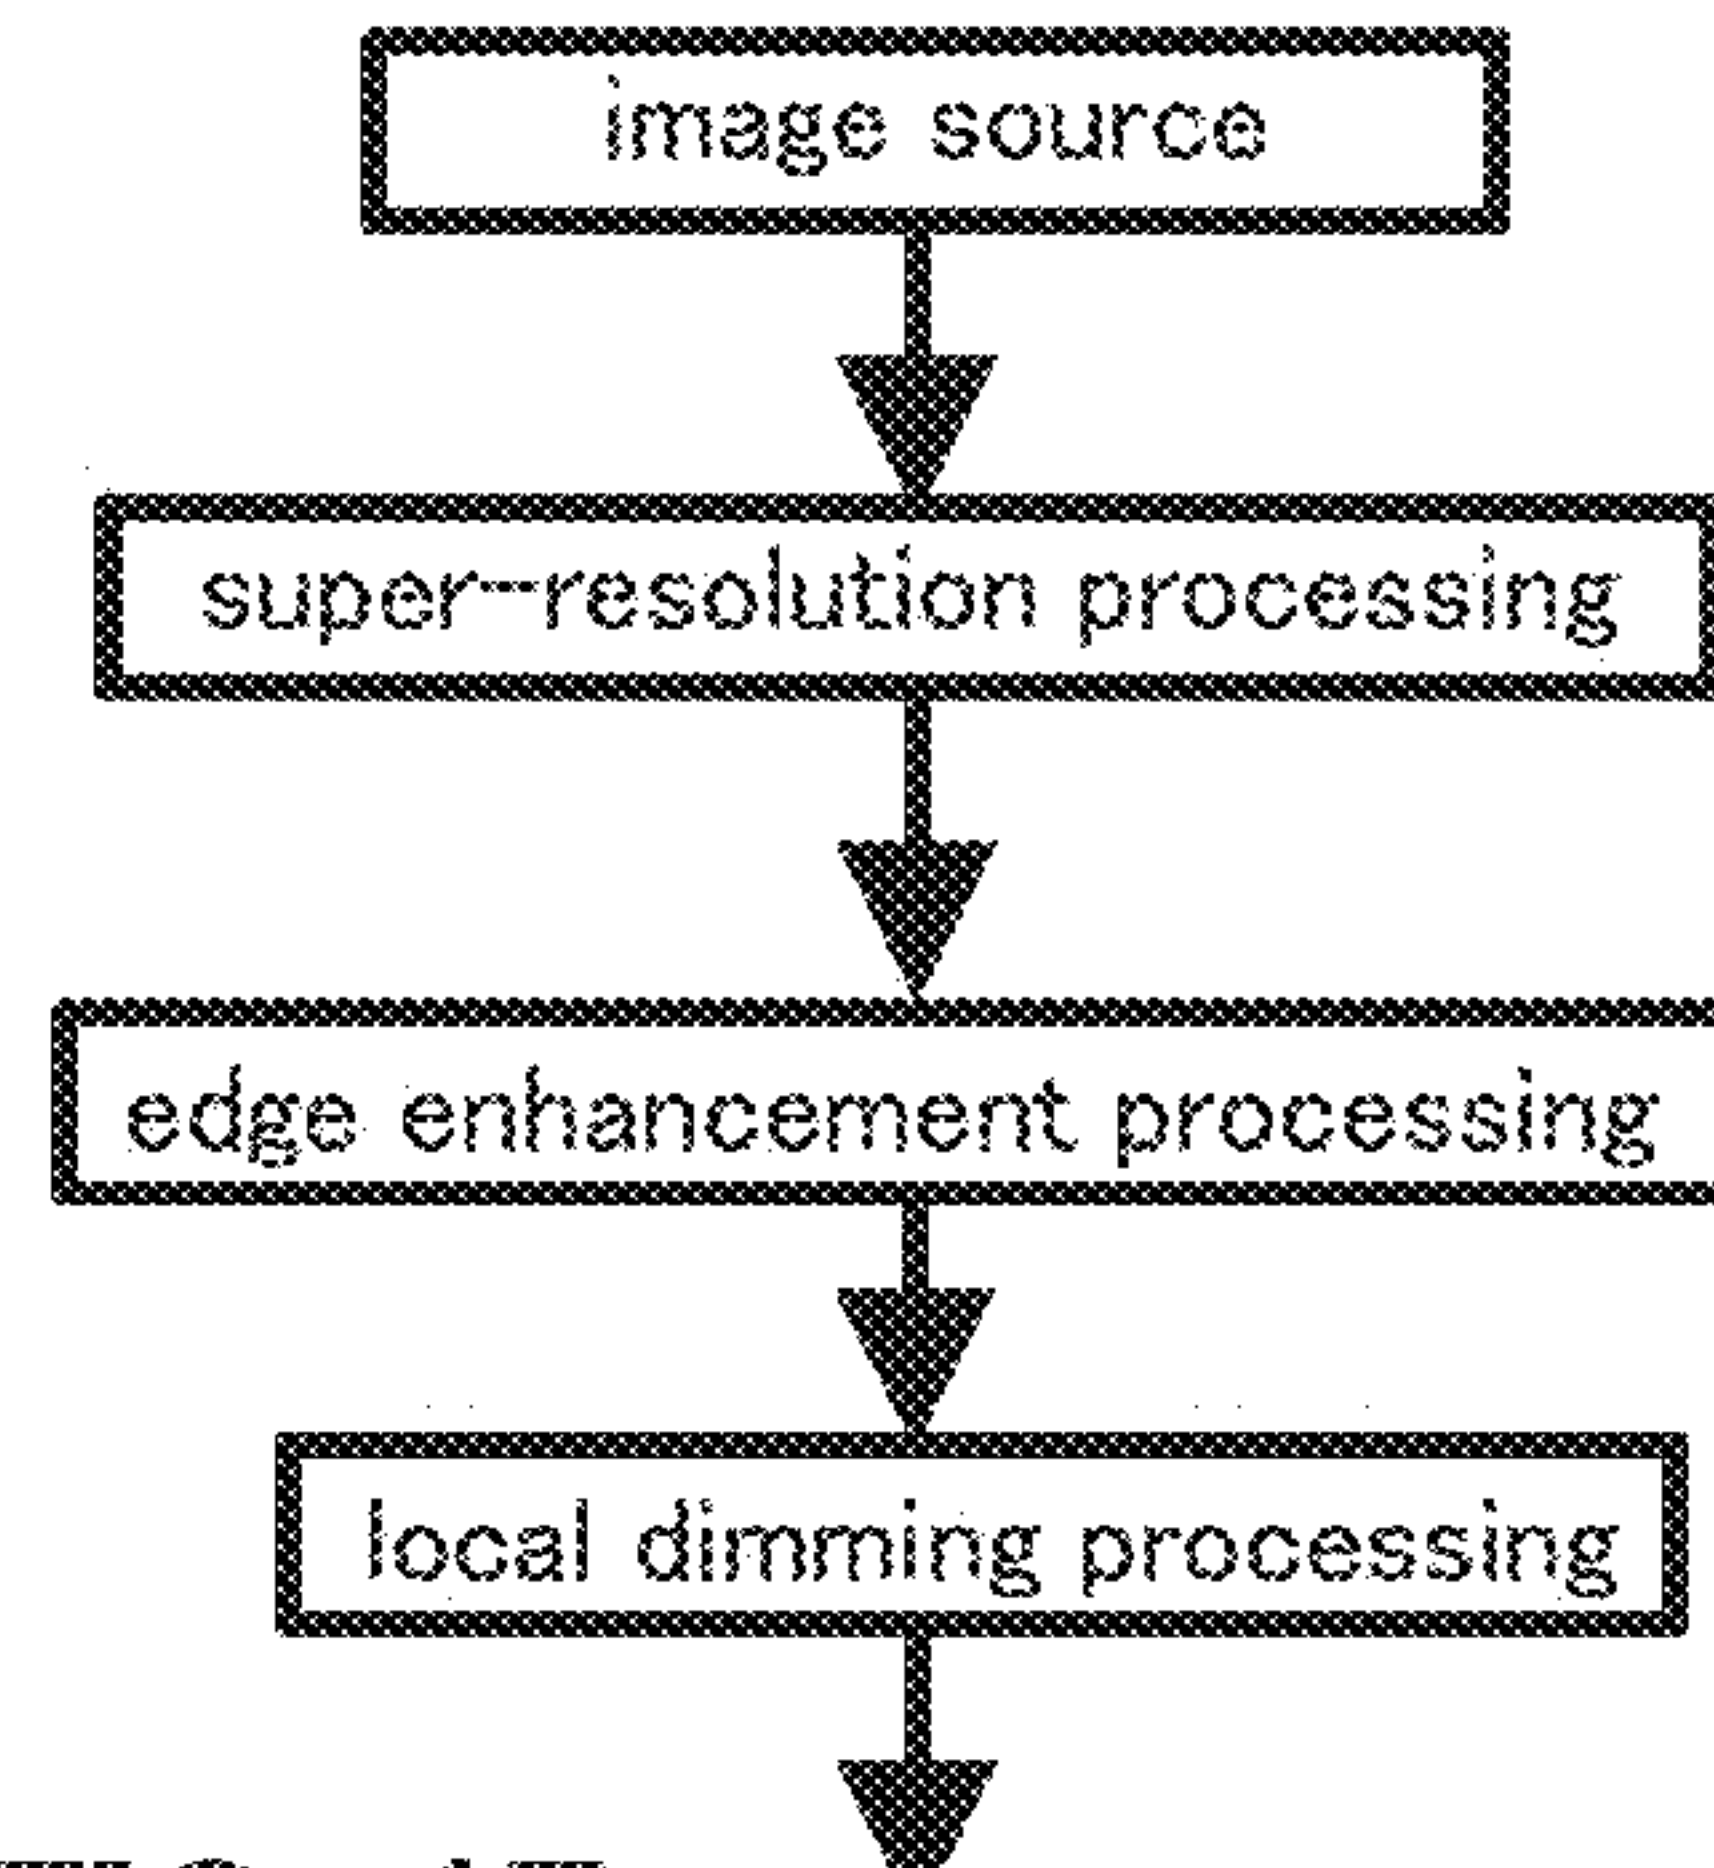 image source
super-resolution processing
edge enhancement processing
local dimming processing